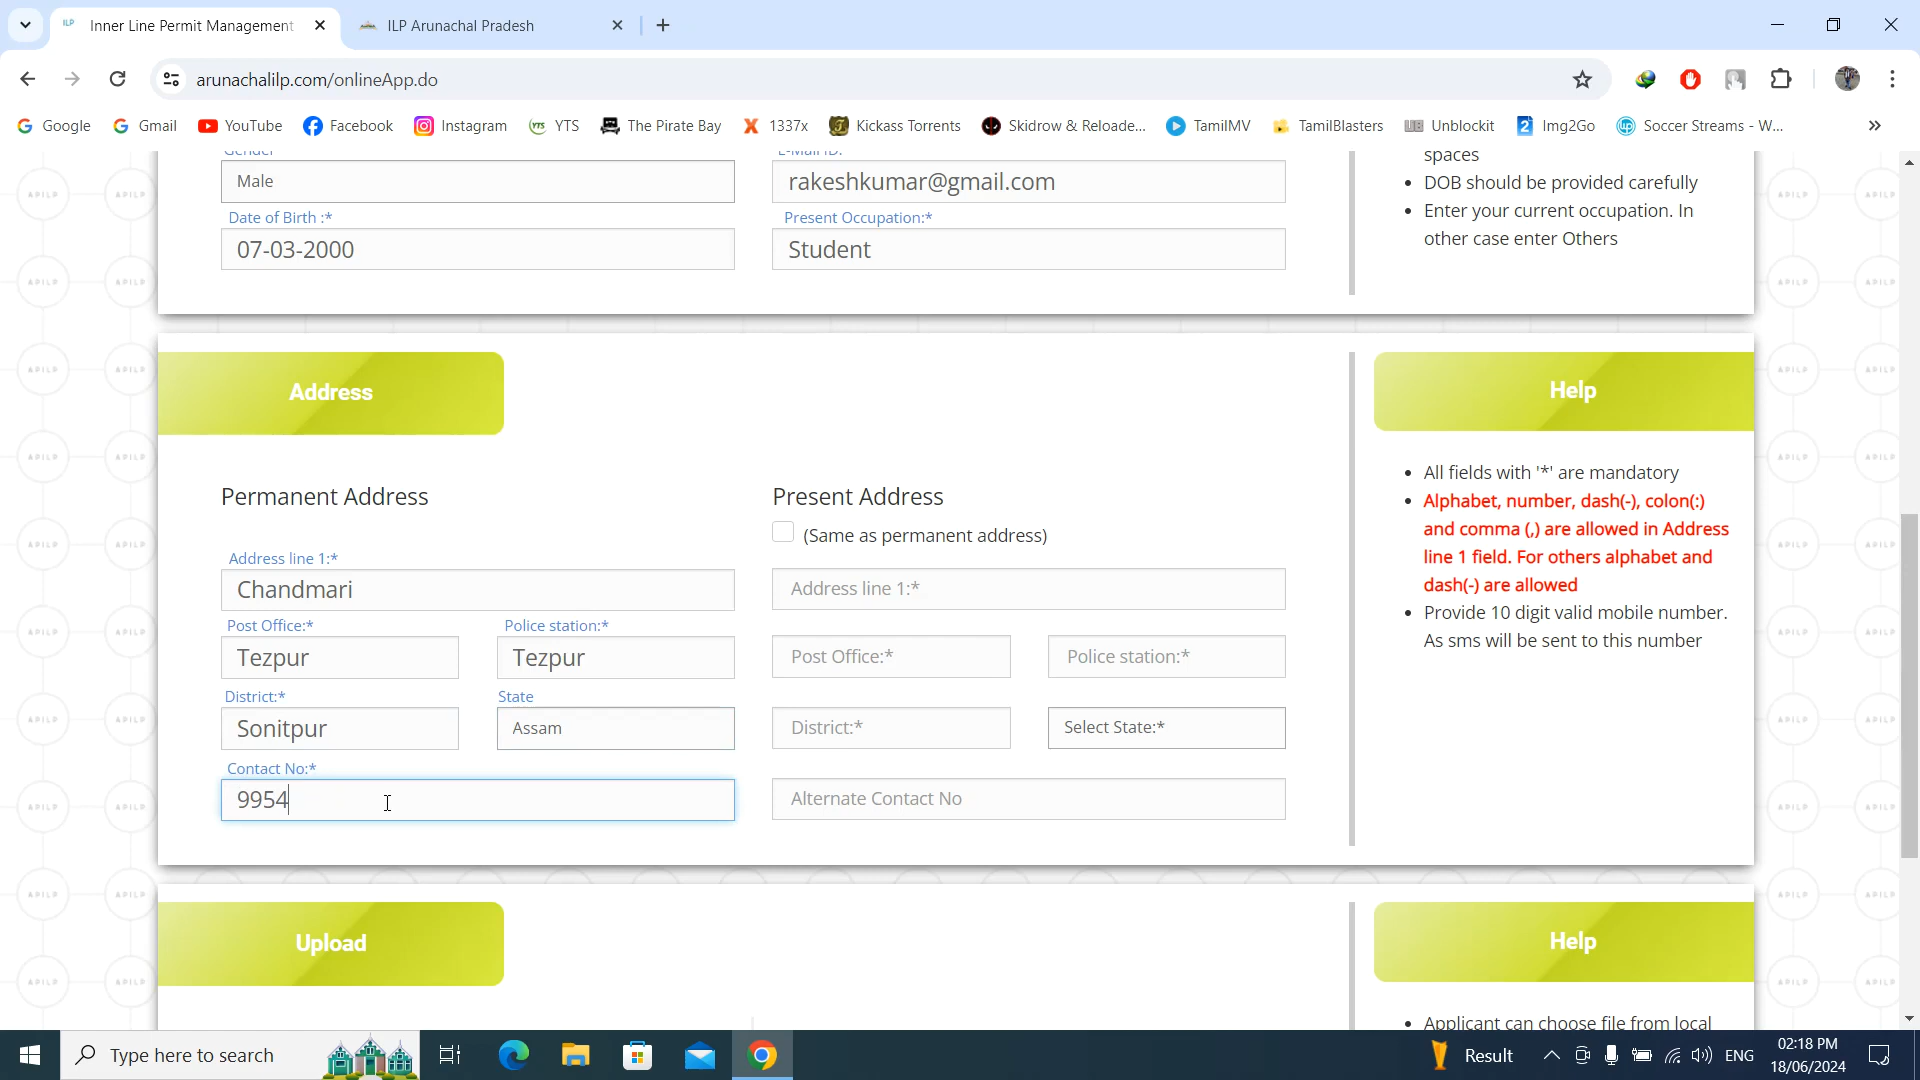 ILP Inner Line Permit Management
ILP Arunachal Pradesh
arunachalilp.com/onlineApp.do
Google
Gmail
YouTube
Facebook
Instagram
YTS
The Pirate Bay
1337x
Kickass Torrents
Skidrow & Reloade...
TamilMV
TamilBlasters
Unblockit
Img2Go
Soccer Streams - W...
Gender
Male
E-Mail ID:
rakeshkumar@gmail.com
Date of Birth :*
07-03-2000
Present Occupation:*
Student
spaces
• DOB should be provided carefully
• Enter your current occupation. In
other case enter Others
Address
Permanent Address
Address line 1:*
Chandmari
Post Office:*
Tezpur
Police station:*
Tezpur
District:*
Sonitpur
State
Assam
Contact No:*
9954
Present Address
(Same as permanent address)
Address line 1:*
Post Office:*
Police station:*
District:*
Select State:*
Alternate Contact No
Help
• All fields with '*' are mandatory
• Alphabet, number, dash(-), colon(:)
and comma (,) are allowed in Address
line 1 field. For others alphabet and
dash(-) are allowed
• Provide 10 digit valid mobile number.
As sms will be sent to this number
Upload
Help
• Applicant can choose file from local
Type here to search
Result
ENG
02:18 PM
18/06/2024